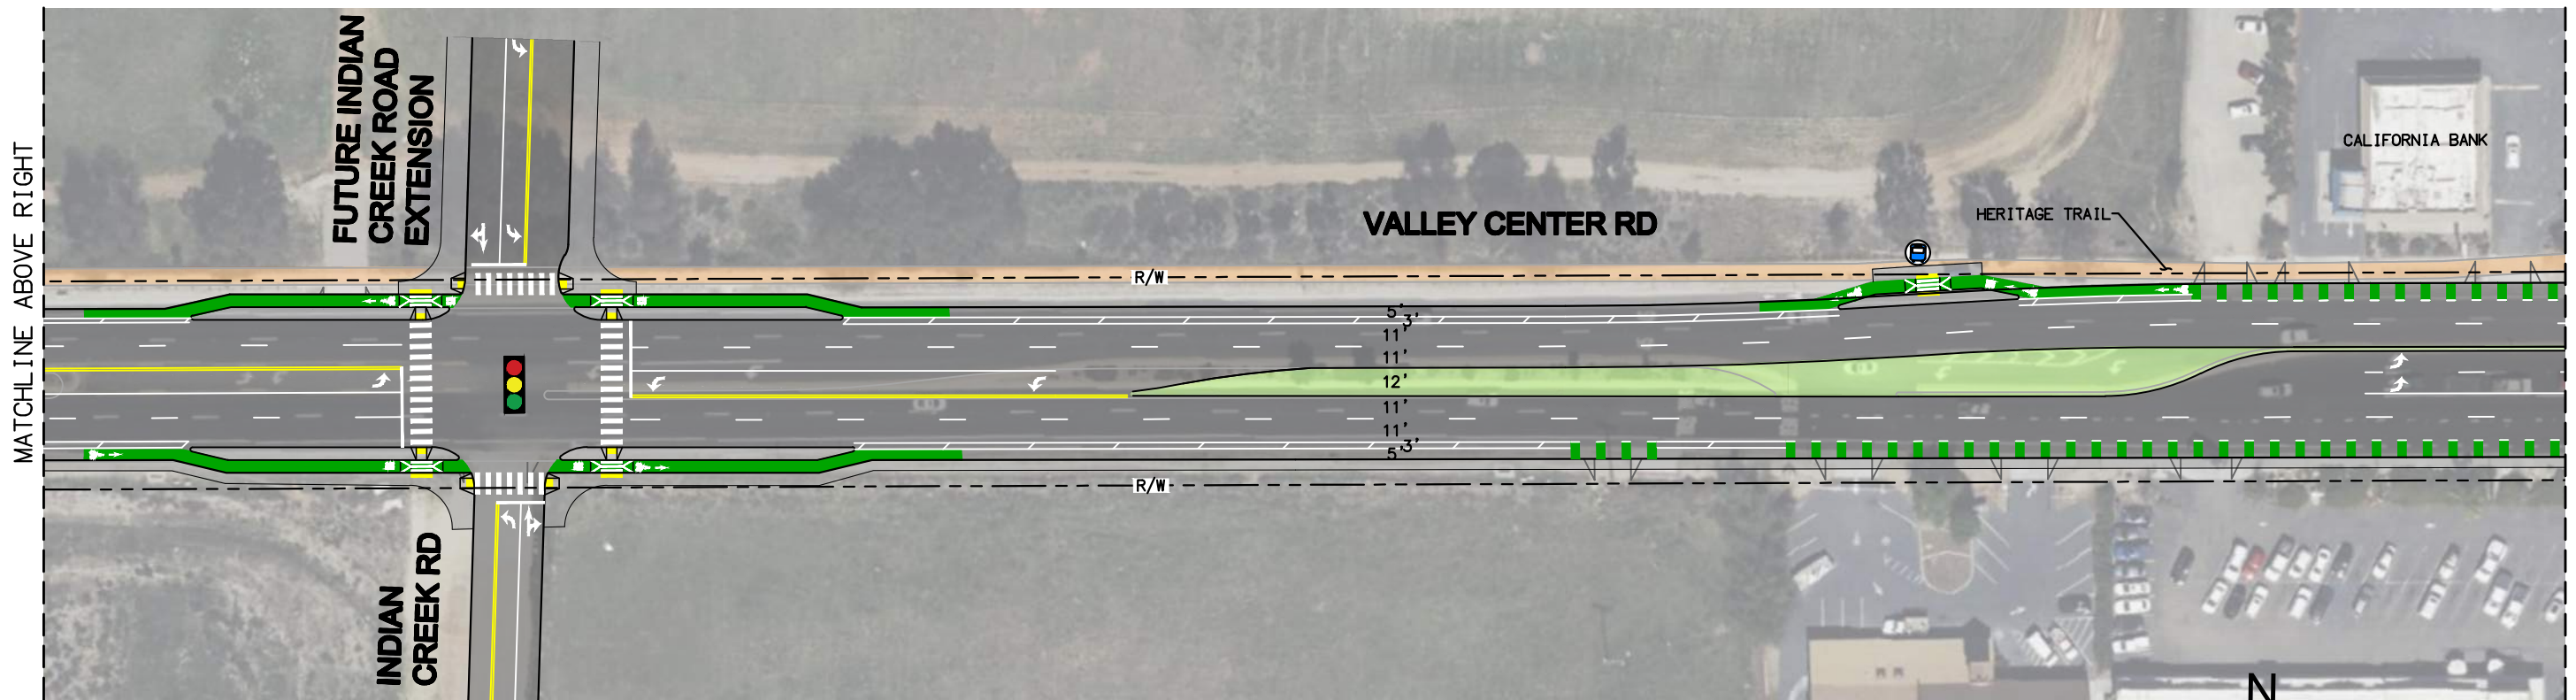 MATCHLINE ABOVE RIGHT
FUTURE INDIAN
CREEK ROAD
EXTENSION
VALLEY CENTER RD
HERITAGE TRAIL
CALIFORNIA BANK
R/W
5'
3'
11'
11'
12'
11'
11'
3'
5'
R/W
INDIAN
CREEK RD
N